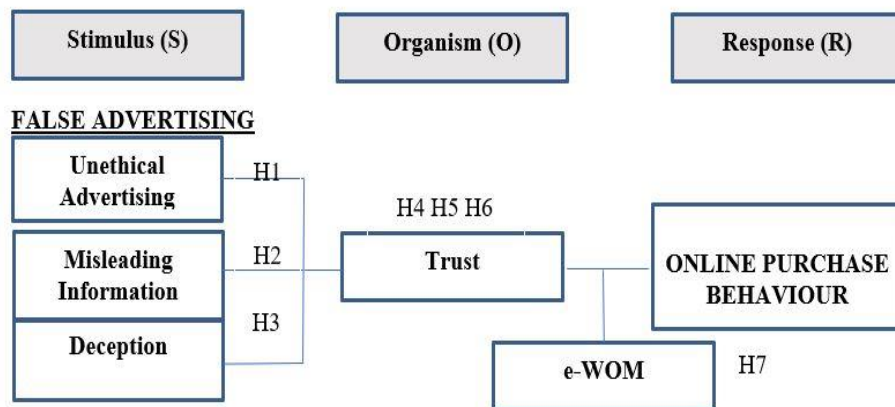 Stimulus (S)
Organism (O)
Response (R)
FALSE ADVERTISING
Unethical
Advertising
H1
H4 H5 H6
Misleading
Information
H2
Trust
ONLINE PURCHASE
BEHAVIOUR
Deception
H3
e-WOM
H7